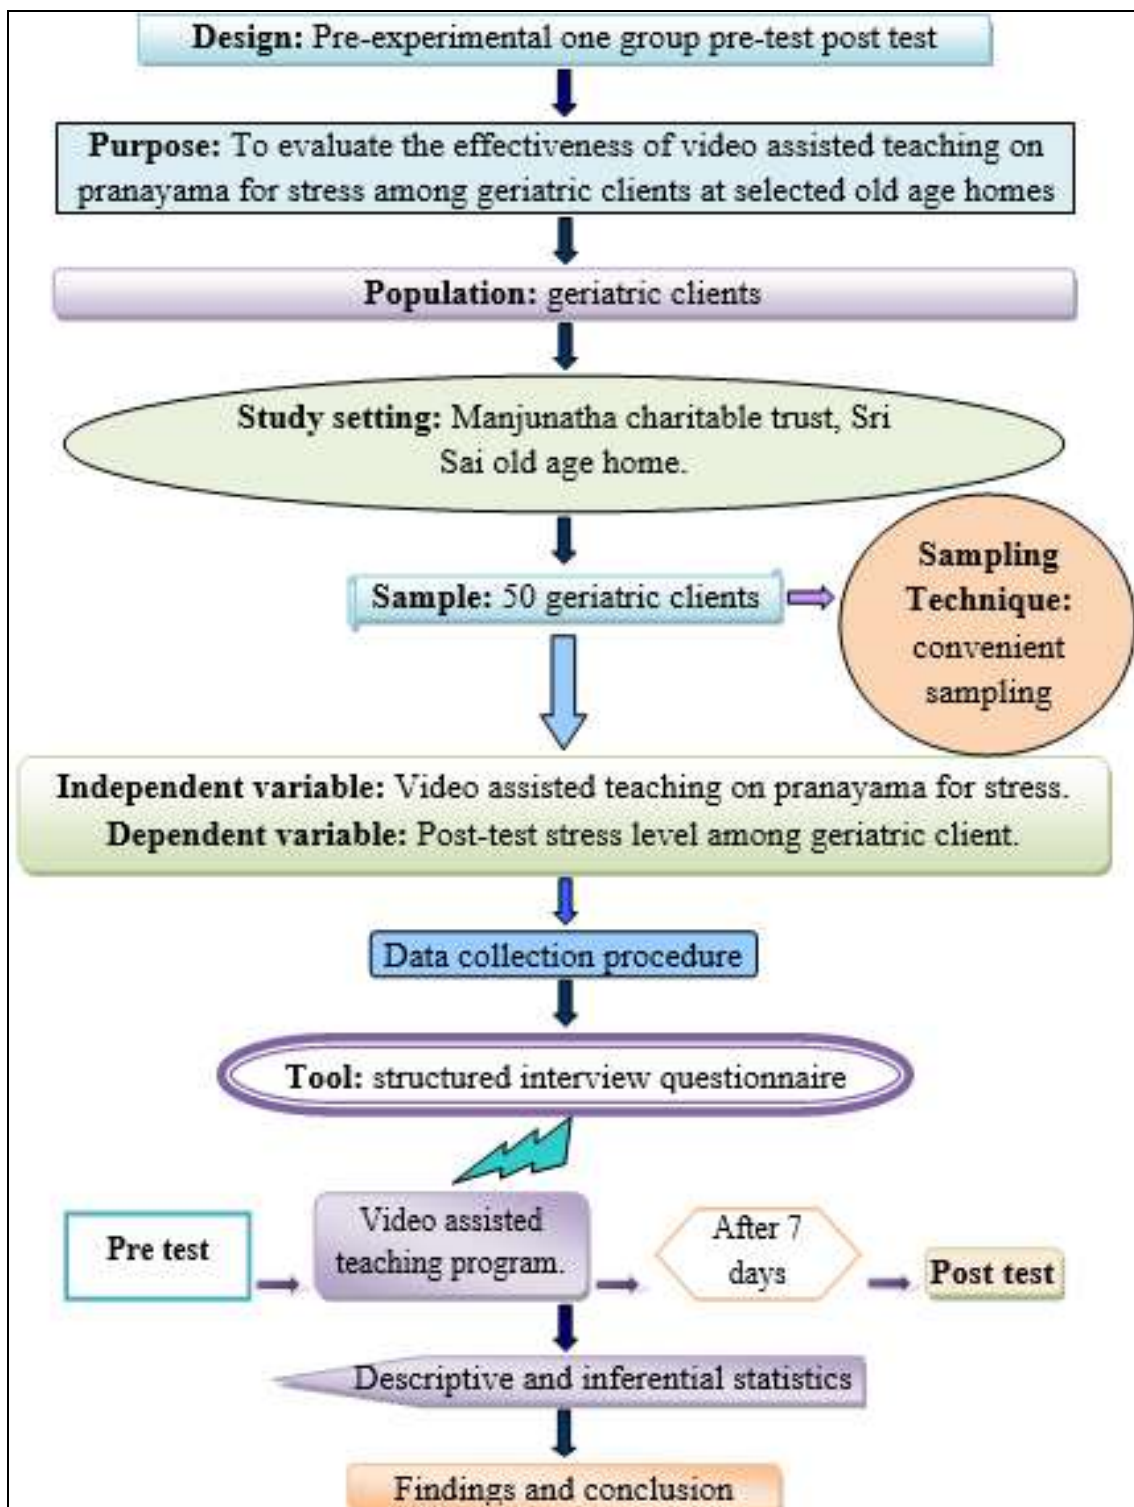 Design: Pre-experimental one group pre-test post test
Purpose: To evaluate the effectiveness of video assisted teaching on
pranayama for stress among geriatric clients at selected old age homes
Population: geriatric clients
Study setting: Manjunatha charitable trust, Sri
Sai old age home.
Sample: 50 geriatric clients
Sampling
Technique:
convenient
sampling
Independent variable: Video assisted teaching on pranayama for stress.
Dependent variable: Post-test stress level among geriatric client.
Data collection procedure
Tool: structured interview questionnaire
Pre test
Video assisted
teaching program.
After 7
days
Post test
Descriptive and inferential statistics
Findings and conclusion